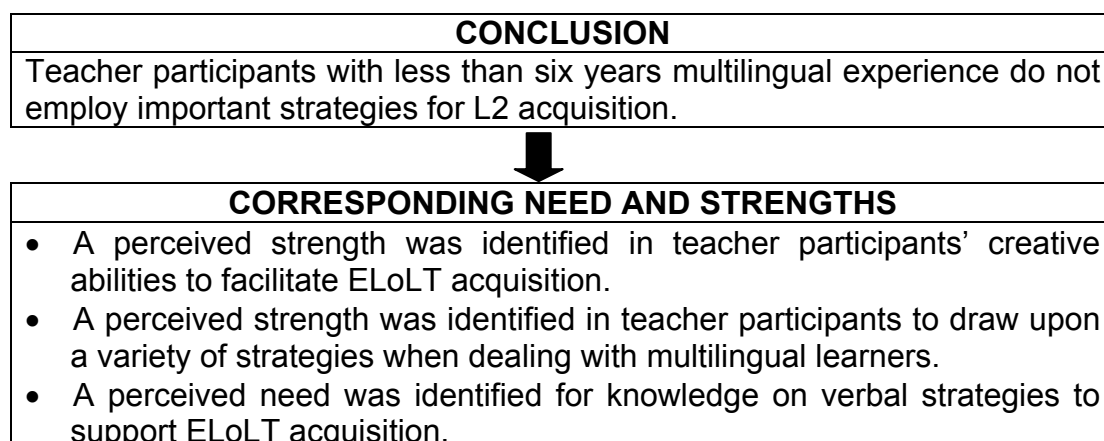 CONCLUSION
Teacher participants with less than six years multilingual experience do not
employ important strategies for L2 acquisition.
CORRESPONDING NEED AND STRENGTHS
• A perceived strength was identified in teacher participants’ creative
abilities to facilitate ELoLT acquisition.
• A perceived strength was identified in teacher participants to draw upon
a variety of strategies when dealing with multilingual learners.
• A perceived need was identified for knowledge on verbal strategies to
support ELoLT acquisition.